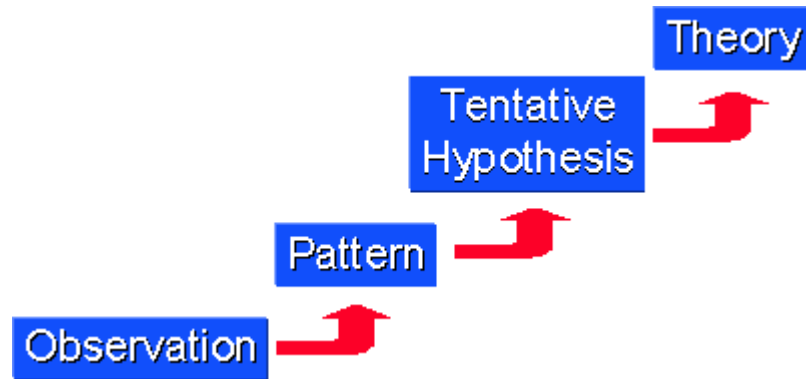 Theory
Tentative
Hypothesis
Pattern
Observation